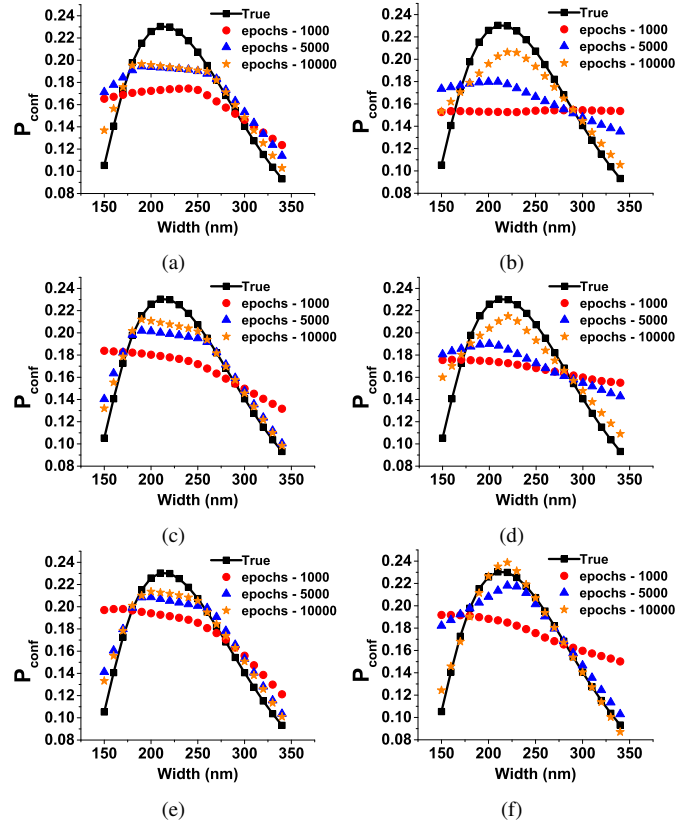 True
epochs - 1000
epochs - 5000
epochs - 10000
P_conf
0.24
0.22
0.20
0.18
0.16
0.14
0.12
0.10
0.08
150 200 250 300 350
Width (nm)
(a)
True
epochs - 1000
epochs - 5000
epochs - 10000
P_conf
0.24
0.22
0.20
0.18
0.16
0.14
0.12
0.10
0.08
150 200 250 300 350
Width (nm)
(b)
True
epochs - 1000
epochs - 5000
epochs - 10000
P_conf
0.24
0.22
0.20
0.18
0.16
0.14
0.12
0.10
0.08
150 200 250 300 350
Width (nm)
(c)
True
epochs - 1000
epochs - 5000
epochs - 10000
P_conf
0.24
0.22
0.20
0.18
0.16
0.14
0.12
0.10
0.08
150 200 250 300 350
Width (nm)
(d)
True
epochs - 1000
epochs - 5000
epochs - 10000
P_conf
0.24
0.22
0.20
0.18
0.16
0.14
0.12
0.10
0.08
150 200 250 300 350
Width (nm)
(e)
True
epochs - 1000
epochs - 5000
epochs - 10000
P_conf
0.24
0.22
0.20
0.18
0.16
0.14
0.12
0.10
0.08
150 200 250 300 350
Width (nm)
(f)